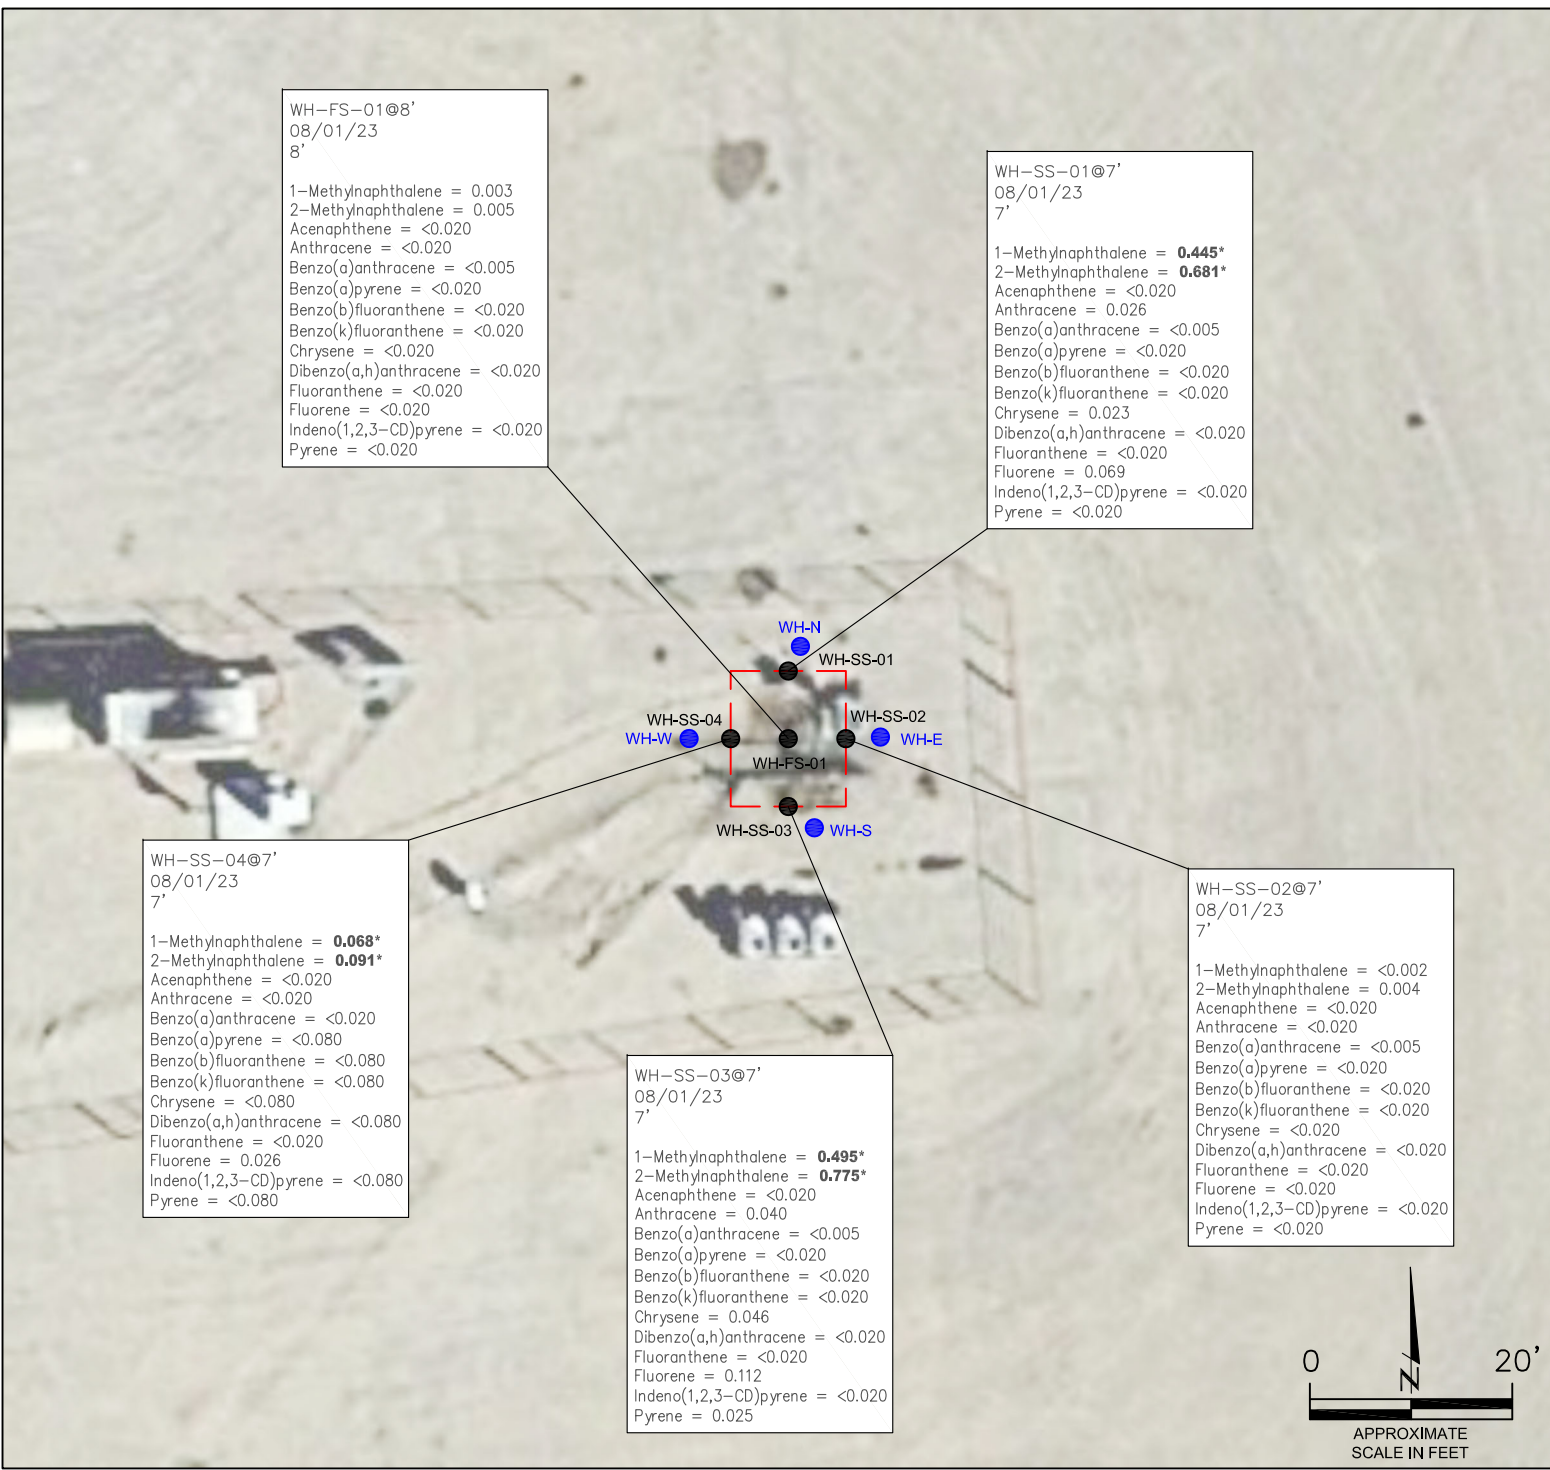 WH-FS-01@8'
08/01/23
8'
1-Methylnaphthalene = 0.003
2-Methylnaphthalene = 0.005
Acenaphthene = <0.020
Anthracene = <0.020
Benzo(a)anthracene = <0.005
Benzo(a)pyrene = <0.020
Benzo(b)fluoranthene = <0.020
Benzo(k)fluoranthene = <0.020
Chrysene = <0.020
Dibenzo(a,h)anthracene = <0.020
Fluoranthene = <0.020
Fluorene = <0.020
Indeno(1,2,3-CD)pyrene = <0.020
Pyrene = <0.020
WH-SS-01@7'
08/01/23
7'
1-Methylnaphthalene = 0.445*
2-Methylnaphthalene = 0.681*
Acenaphthene = <0.020
Anthracene = 0.026
Benzo(a)anthracene = <0.005
Benzo(a)pyrene = <0.020
Benzo(b)fluoranthene = <0.020
Benzo(k)fluoranthene = <0.020
Chrysene = 0.023
Dibenzo(a,h)anthracene = <0.020
Fluoranthene = <0.020
Fluorene = 0.069
Indeno(1,2,3-CD)pyrene = <0.020
Pyrene = <0.020
WH-N
WH-SS-01
WH-SS-04
WH-SS-02
WH-W
WH-E
WH-FS-01
WH-SS-03
WH-S
WH-SS-04@7'
08/01/23
7'
1-Methylnaphthalene = 0.068*
2-Methylnaphthalene = 0.091*
Acenaphthene = <0.020
Anthracene = <0.020
Benzo(a)anthracene = <0.020
Benzo(a)pyrene = <0.080
Benzo(b)fluoranthene = <0.080
Benzo(k)fluoranthene = <0.080
Chrysene = <0.080
Dibenzo(a,h)anthracene = <0.080
Fluoranthene = <0.020
Fluorene = 0.026
Indeno(1,2,3-CD)pyrene = <0.080
Pyrene = <0.080
WH-SS-03@7'
08/01/23
7'
1-Methylnaphthalene = 0.495*
2-Methylnaphthalene = 0.775*
Acenaphthene = <0.020
Anthracene = 0.040
Benzo(a)anthracene = <0.005
Benzo(a)pyrene = <0.020
Benzo(b)fluoranthene = <0.020
Benzo(k)fluoranthene = <0.020
Chrysene = 0.046
Dibenzo(a,h)anthracene = <0.020
Fluoranthene = <0.020
Fluorene = 0.112
Indeno(1,2,3-CD)pyrene = <0.020
Pyrene = 0.025
WH-SS-02@7'
08/01/23
7'
1-Methylnaphthalene = <0.002
2-Methylnaphthalene = 0.004
Acenaphthene = <0.020
Anthracene = <0.020
Benzo(a)anthracene = <0.005
Benzo(a)pyrene = <0.020
Benzo(b)fluoranthene = <0.020
Benzo(k)fluoranthene = <0.020
Chrysene = <0.020
Dibenzo(a,h)anthracene = <0.020
Fluoranthene = <0.020
Fluorene = <0.020
Indeno(1,2,3-CD)pyrene = <0.020
Pyrene = <0.020
0 20'
N
APPROXIMATE
SCALE IN FEET